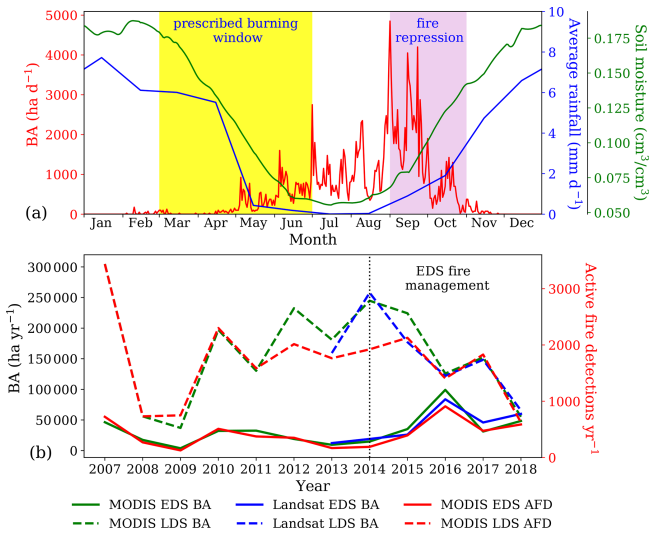 prescribed burning
window
fire
repression
5000
4000
3000
2000
1000
0
BA (ha d⁻¹)
10
8
6
4
2
0
Average rainfall (mm d⁻¹)
0.175
0.150
0.125
0.100
0.075
0.050
Soil moisture (cm³/cm³)
(a)
Jan Feb Mar Apr May Jun Jul Aug Sep Oct Nov Dec
Month
EDS fire
management
300 000
250 000
200 000
150 000
100 000
50 000
0
BA (ha yr⁻¹)
3000
2000
1000
0
Active fire detections yr⁻¹
(b)
2007 2008 2009 2010 2011 2012 2013 2014 2015 2016 2017 2018
Year
MODIS EDS BA Landsat EDS BA MODIS EDS AFD
MODIS LDS BA Landsat LDS BA MODIS LDS AFD